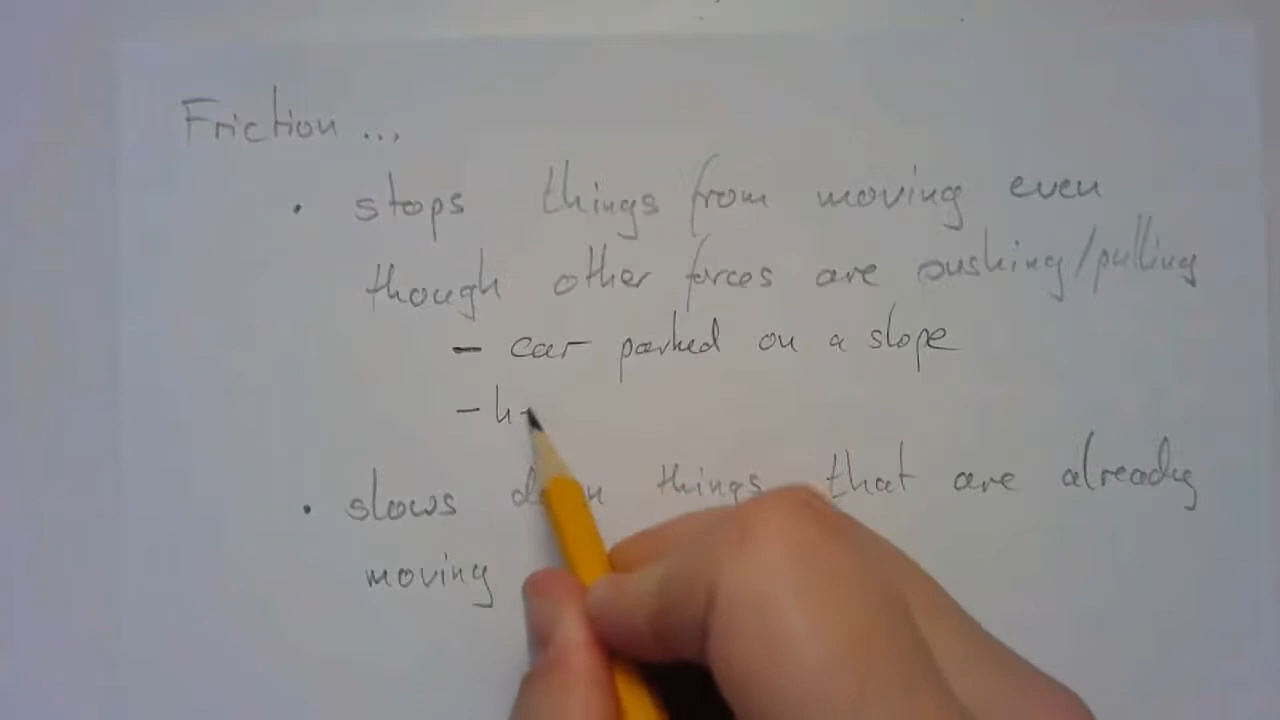 Friction ...
• stops things from moving even
though other forces are pushing/pulling
- car parked on a slope
- h
• slows down things that are already
moving